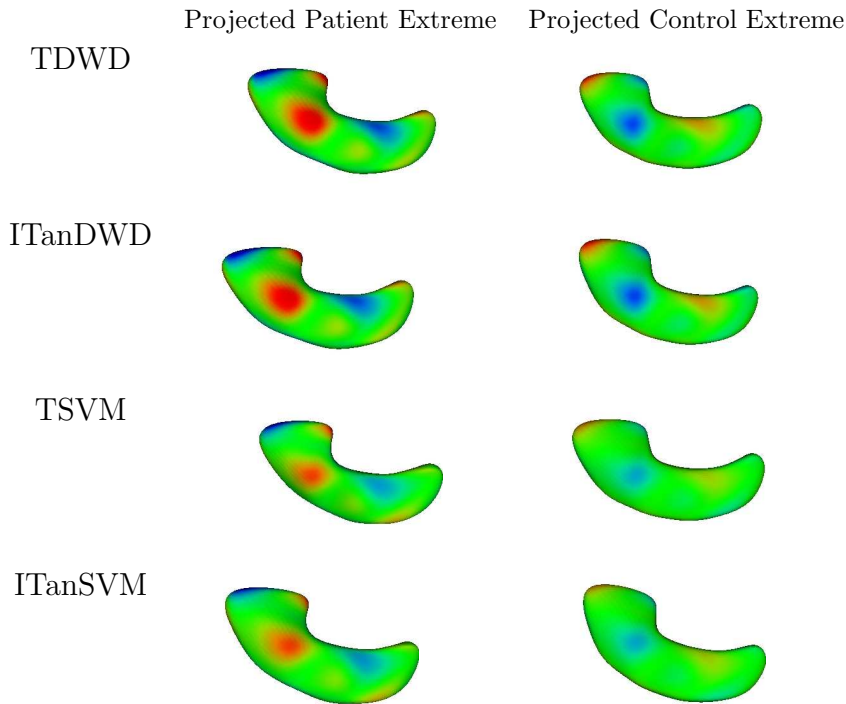 Projected Patient Extreme Projected Control Extreme
TDWD
ITanDWD
TSVM
ITanSVM